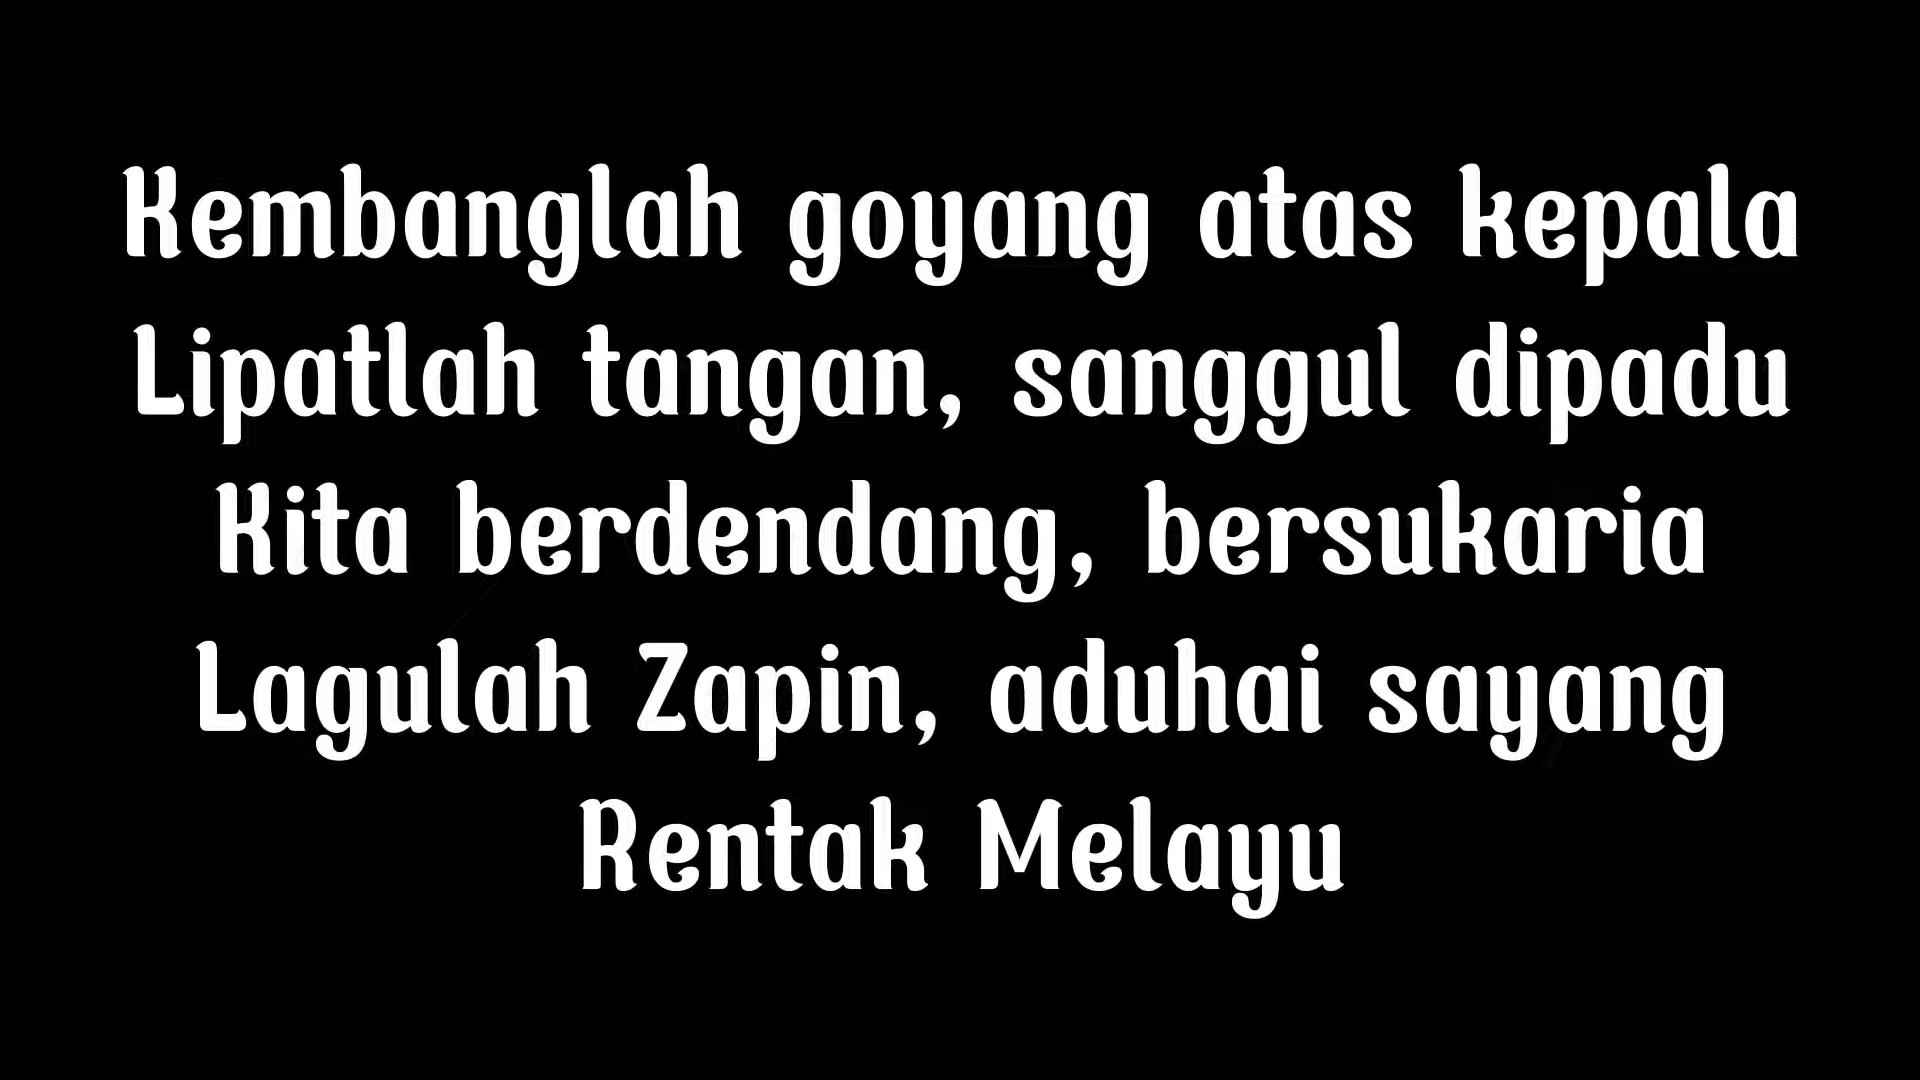 Kembanglah goyang atas kepala
Lipatlah tangan, sanggul dipadu
Kita berdendang, bersukaria
Lagulah Zapin, aduhai sayang
Rentak Melayu